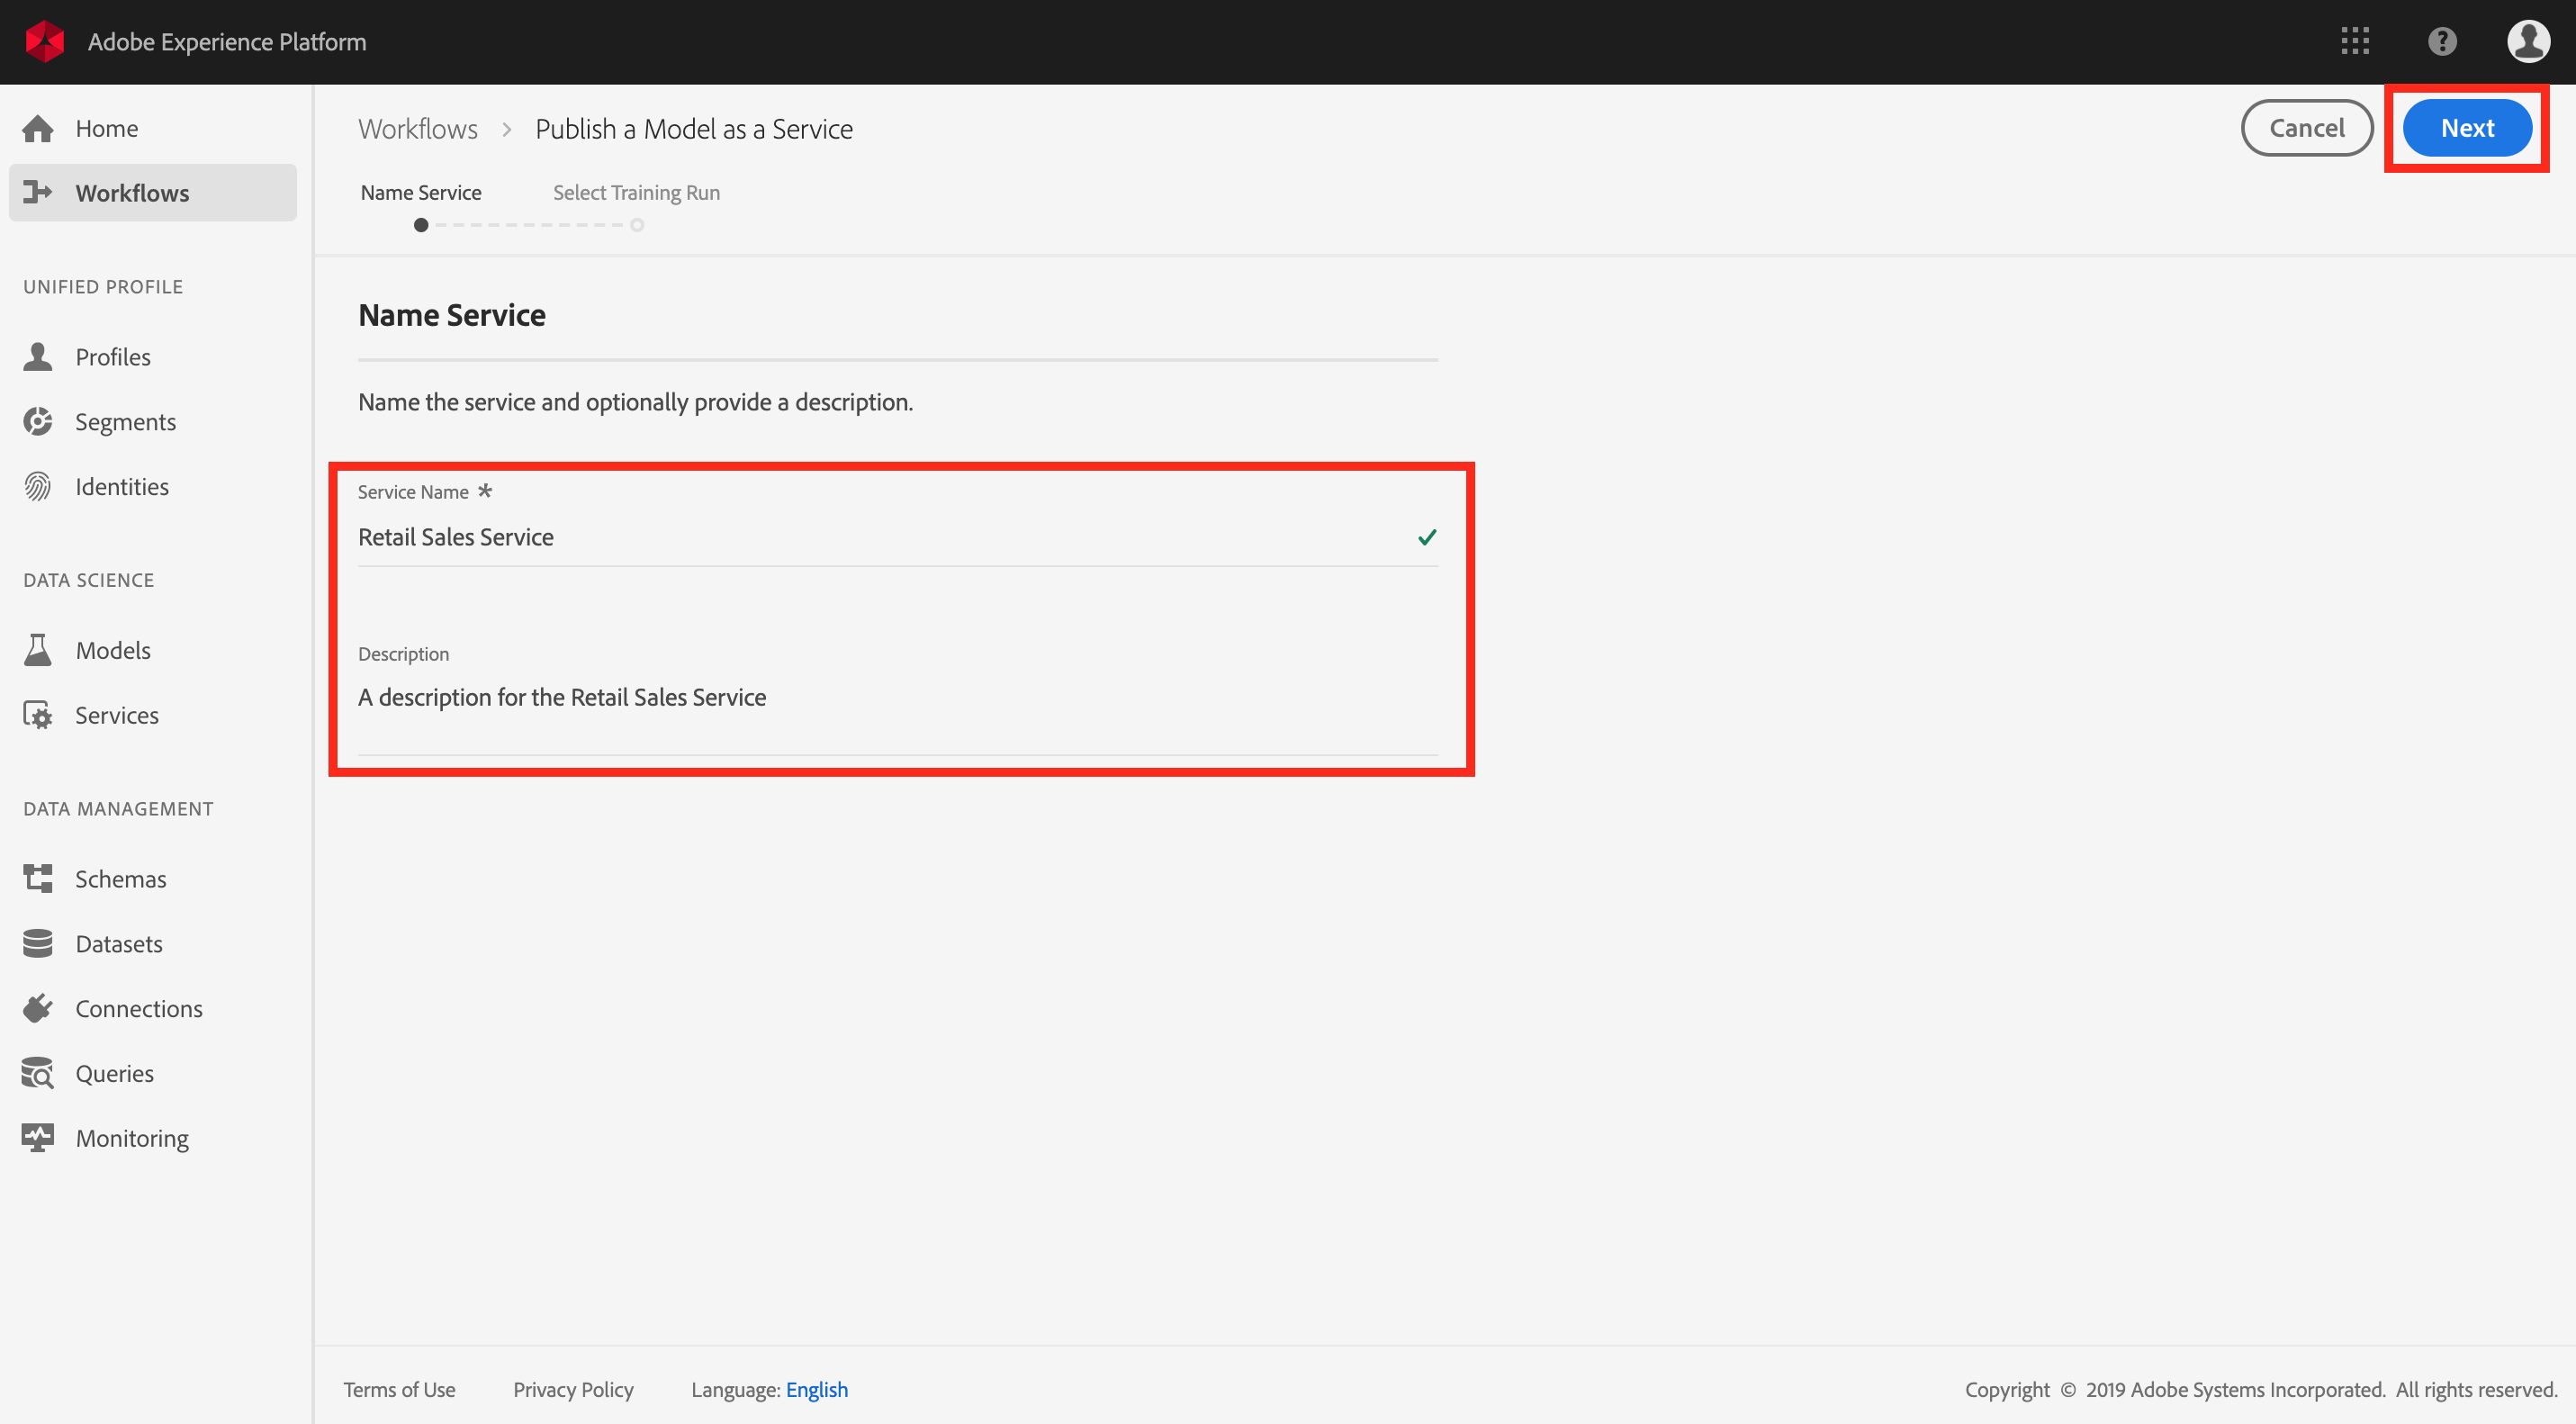 Adobe Experience Platform
Home
Workflows
UNIFIED PROFILE
Profiles
Segments
Identities
DATA SCIENCE
Models
Services
DATA MANAGEMENT
Schemas
Datasets
Connections
Queries
Monitoring
Workflows > Publish a Model as a Service
Cancel
Next
Name Service
Select Training Run
Name Service
Name the service and optionally provide a description.
Service Name *
Retail Sales Service
Description
A description for the Retail Sales Service
Terms of Use
Privacy Policy
Language: English
Copyright © 2019 Adobe Systems Incorporated. All rights reserved.